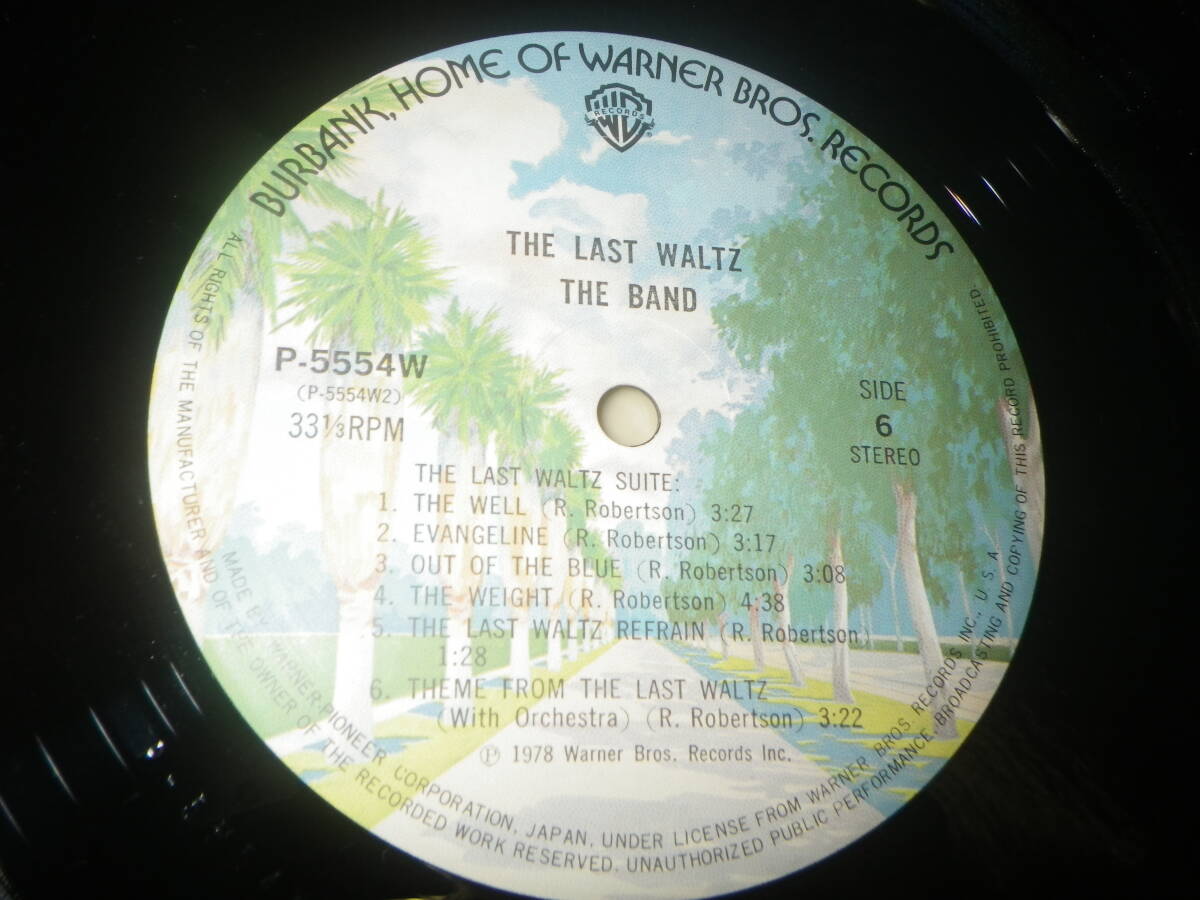 BURBANK, HOME OF WARNER BROS. RECORDS
RECORDS
THE LAST WALTZ
THE BAND
P-5554W
(P-5554W2)
33⅓RPM
SIDE
6
STEREO
THE LAST WALTZ SUITE:
1. THE WELL (R. Robertson) 3:27
2. EVANGELINE (R. Robertson) 3:17
3. OUT OF THE BLUE (R. Robertson) 3:08
4. THE WEIGHT (R. Robertson) 4:38
5. THE LAST WALTZ REFRAIN (R. Robertson)
1:28
6. THEME FROM THE LAST WALTZ
(With Orchestra) (R. Robertson) 3:22
Ⓟ 1978 Warner Bros. Records Inc.
MADE BY WARNER-PIONEER CORPORATION, JAPAN, UNDER LICENSE FROM WARNER BROS. RECORDS INC., U. S. A
ALL RIGHTS OF THE MANUFACTURER AND OF THE OWNER OF THE RECORDED WORK RESERVED. UNAUTHORIZED PUBLIC PERFORMANCE, BROADCASTING AND COPYING OF THIS RECORD PROHIBITED.